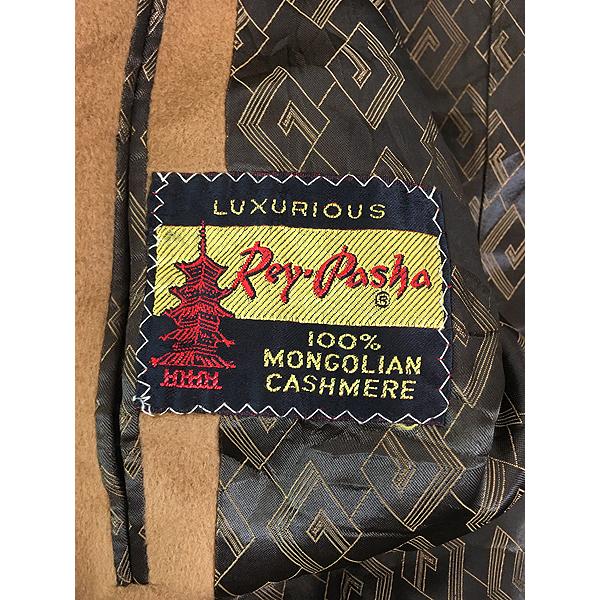 LUXURIOUS
Rey-Pasha ®
100%
MONGOLIAN
CASHMERE